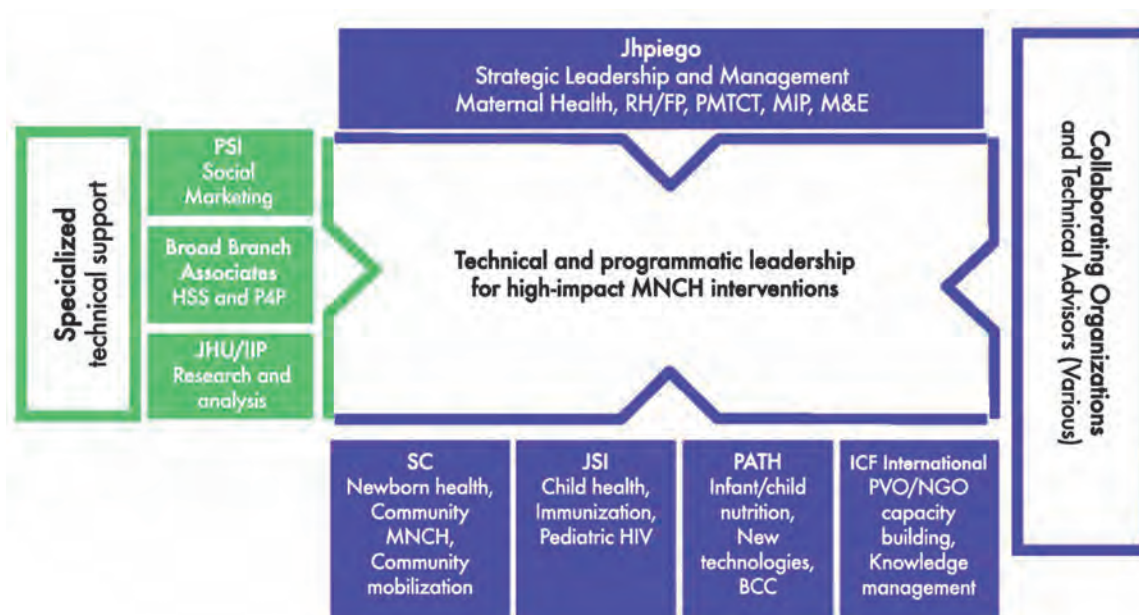 Jhpiego
Strategic Leadership and Management
Maternal Health, RH/FP, PMTCT, MIP, M&E
Specialized
technical support
PSI
Social
Marketing
Broad Branch
Associates
HSS and P4P
JHU/IIP
Research and
analysis
Technical and programmatic leadership
for high-impact MNCH interventions
Collaborating Organizations
and Technical Advisors (Various)
SC
Newborn health,
Community
MNCH,
Community
mobilization
JSI
Child health,
Immunization,
Pediatric HIV
PATH
Infant/child
nutrition,
New
technologies,
BCC
ICF International
PVO/NGO
capacity
building,
Knowledge
management